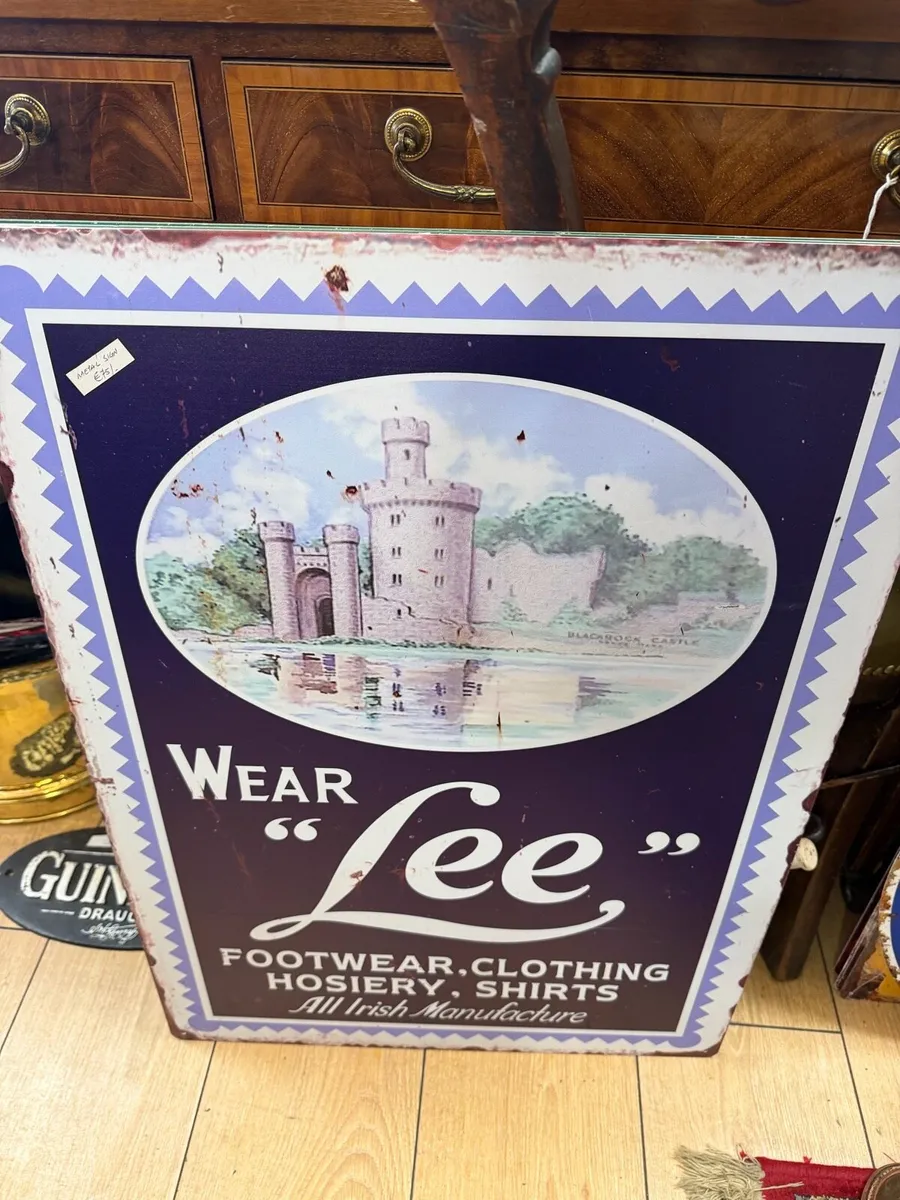 METAL SIGN
€75/-
BLACKROCK CASTLE
WEAR
“Lee”
FOOTWEAR, CLOTHING
HOSIERY, SHIRTS
All Irish Manufacture
GUIN
DRAU